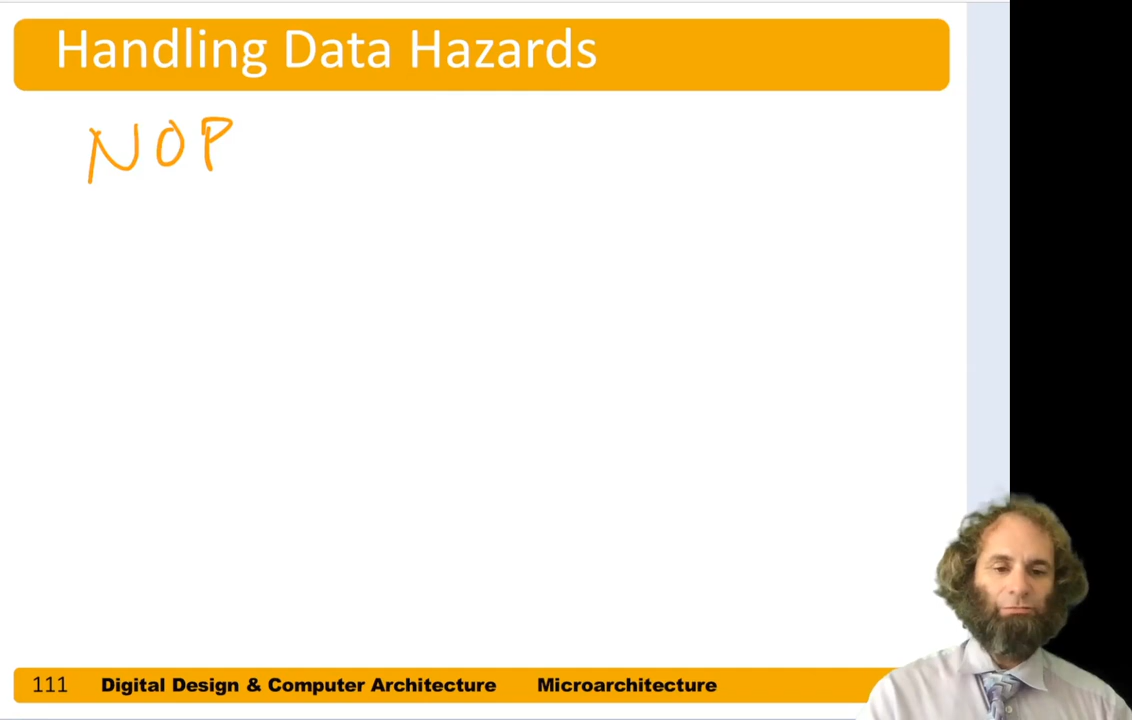 Handling Data Hazards
NOP
111 Digital Design & Computer Architecture Microarchitecture